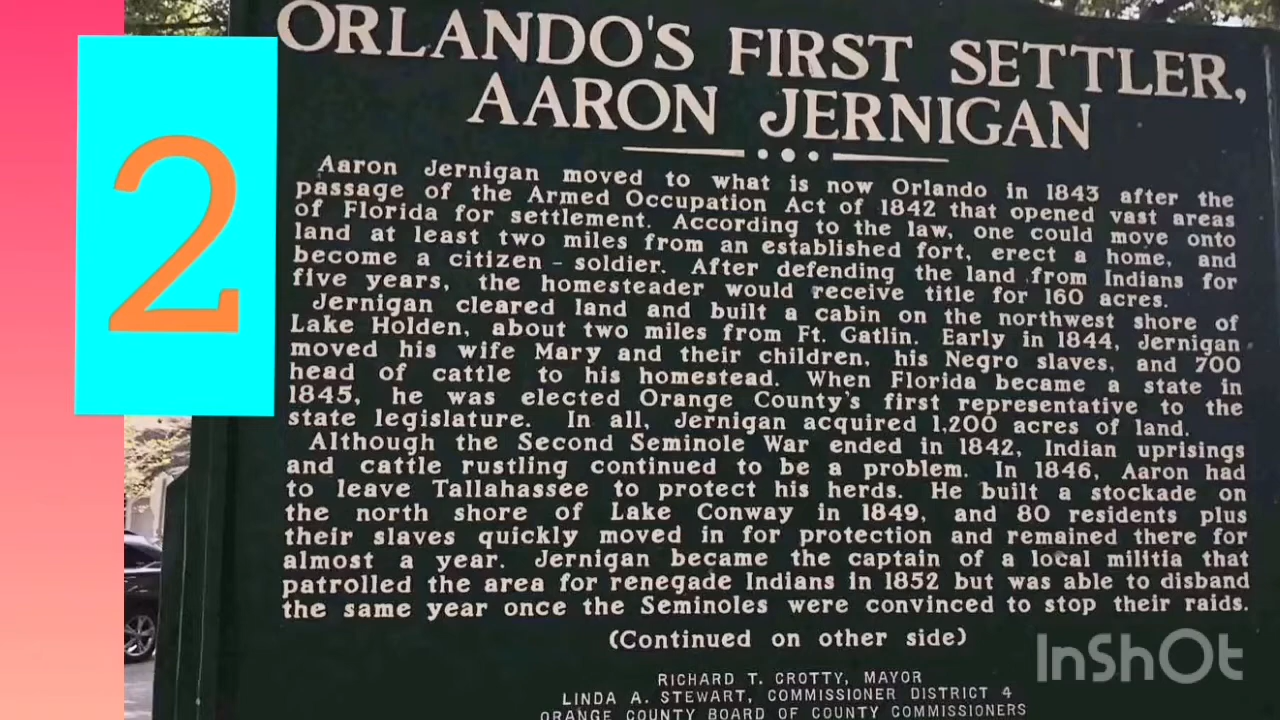 ORLANDO'S FIRST SETTLER,
AARON JERNIGAN
2
Aaron Jernigan moved to what is now Orlando in 1843 after the
passage of the Armed Occupation Act of 1842 that opened vast areas
of Florida for settlement. According to the law, one could move onto
land at least two miles from an established fort, erect a home, and
become a citizen - soldier. After defending the land from Indians for
five years, the homesteader would receive title for 160 acres.
Jernigan cleared land and built a cabin on the northwest shore of
Lake Holden, about two miles from Ft. Gatlin. Early in 1844, Jernigan
moved his wife Mary and their children, his Negro slaves, and 700
head of cattle to his homestead. When Florida became a state in
1845, he was elected Orange County's first representative to the
state legislature. In all, Jernigan acquired 1,200 acres of land.
Although the Second Seminole War ended in 1842, Indian uprisings
and cattle rustling continued to be a problem. In 1846, Aaron had
to leave Tallahassee to protect his herds. He built a stockade on
the north shore of Lake Conway in 1849, and 80 residents plus
their slaves quickly moved in for protection and remained there for
almost a year. Jernigan became the captain of a local militia that
patrolled the area for renegade Indians in 1852 but was able to disband
the same year once the Seminoles were convinced to stop their raids.
(Continued on other side)
RICHARD T. CROTTY, MAYOR
LINDA A. STEWART, COMMISSIONER DISTRICT 4
ORANGE COUNTY BOARD OF COUNTY COMMISSIONERS
InShOt